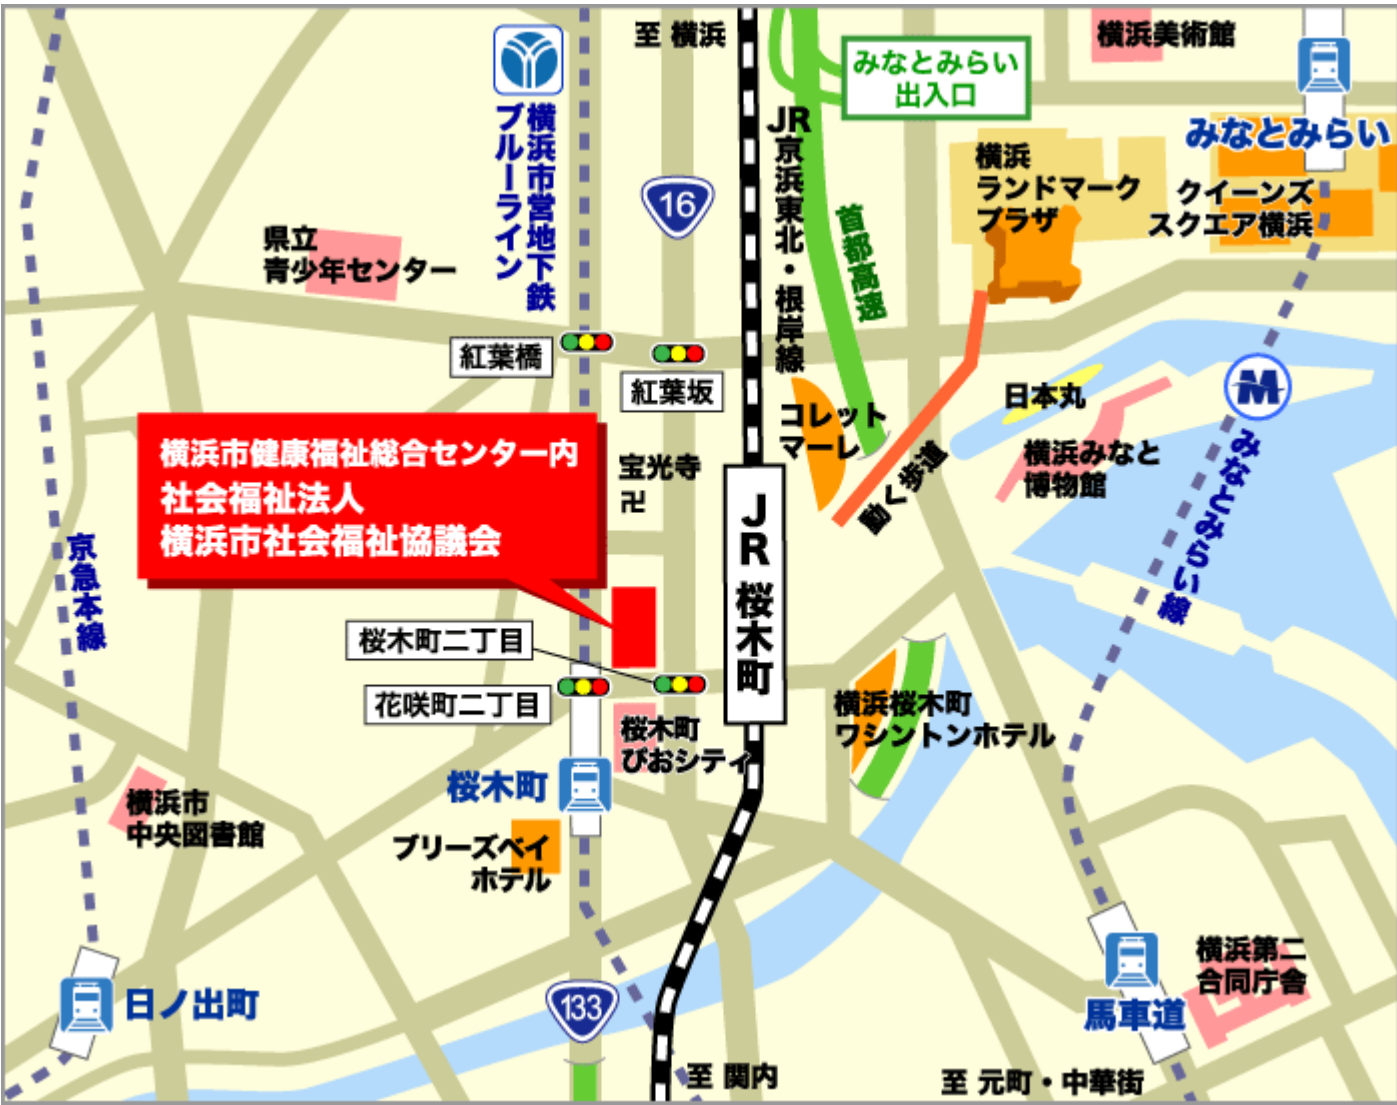 至 横浜
横浜美術館
みなとみらい
出入口
横浜市営地下鉄
ブルーライン
JR京浜東北・根岸線
16
首都高速
横浜
ランドマーク
プラザ
みなとみらい
クイーンズ
スクエア横浜
県立
青少年センター
紅葉橋
紅葉坂
コレット
マーレ
動く歩道
日本丸
横浜みなと
博物館
みなとみらい線
横浜市健康福祉総合センター内
社会福祉法人
横浜市社会福祉協議会
宝光寺
卍
JR桜木町
京急本線
桜木町二丁目
花咲町二丁目
桜木町
ぴおシティ
横浜桜木町
ワシントンホテル
桜木町
横浜市
中央図書館
ブリーズベイ
ホテル
日ノ出町
133
馬車道
横浜第二
合同庁舎
至 関内
至 元町・中華街